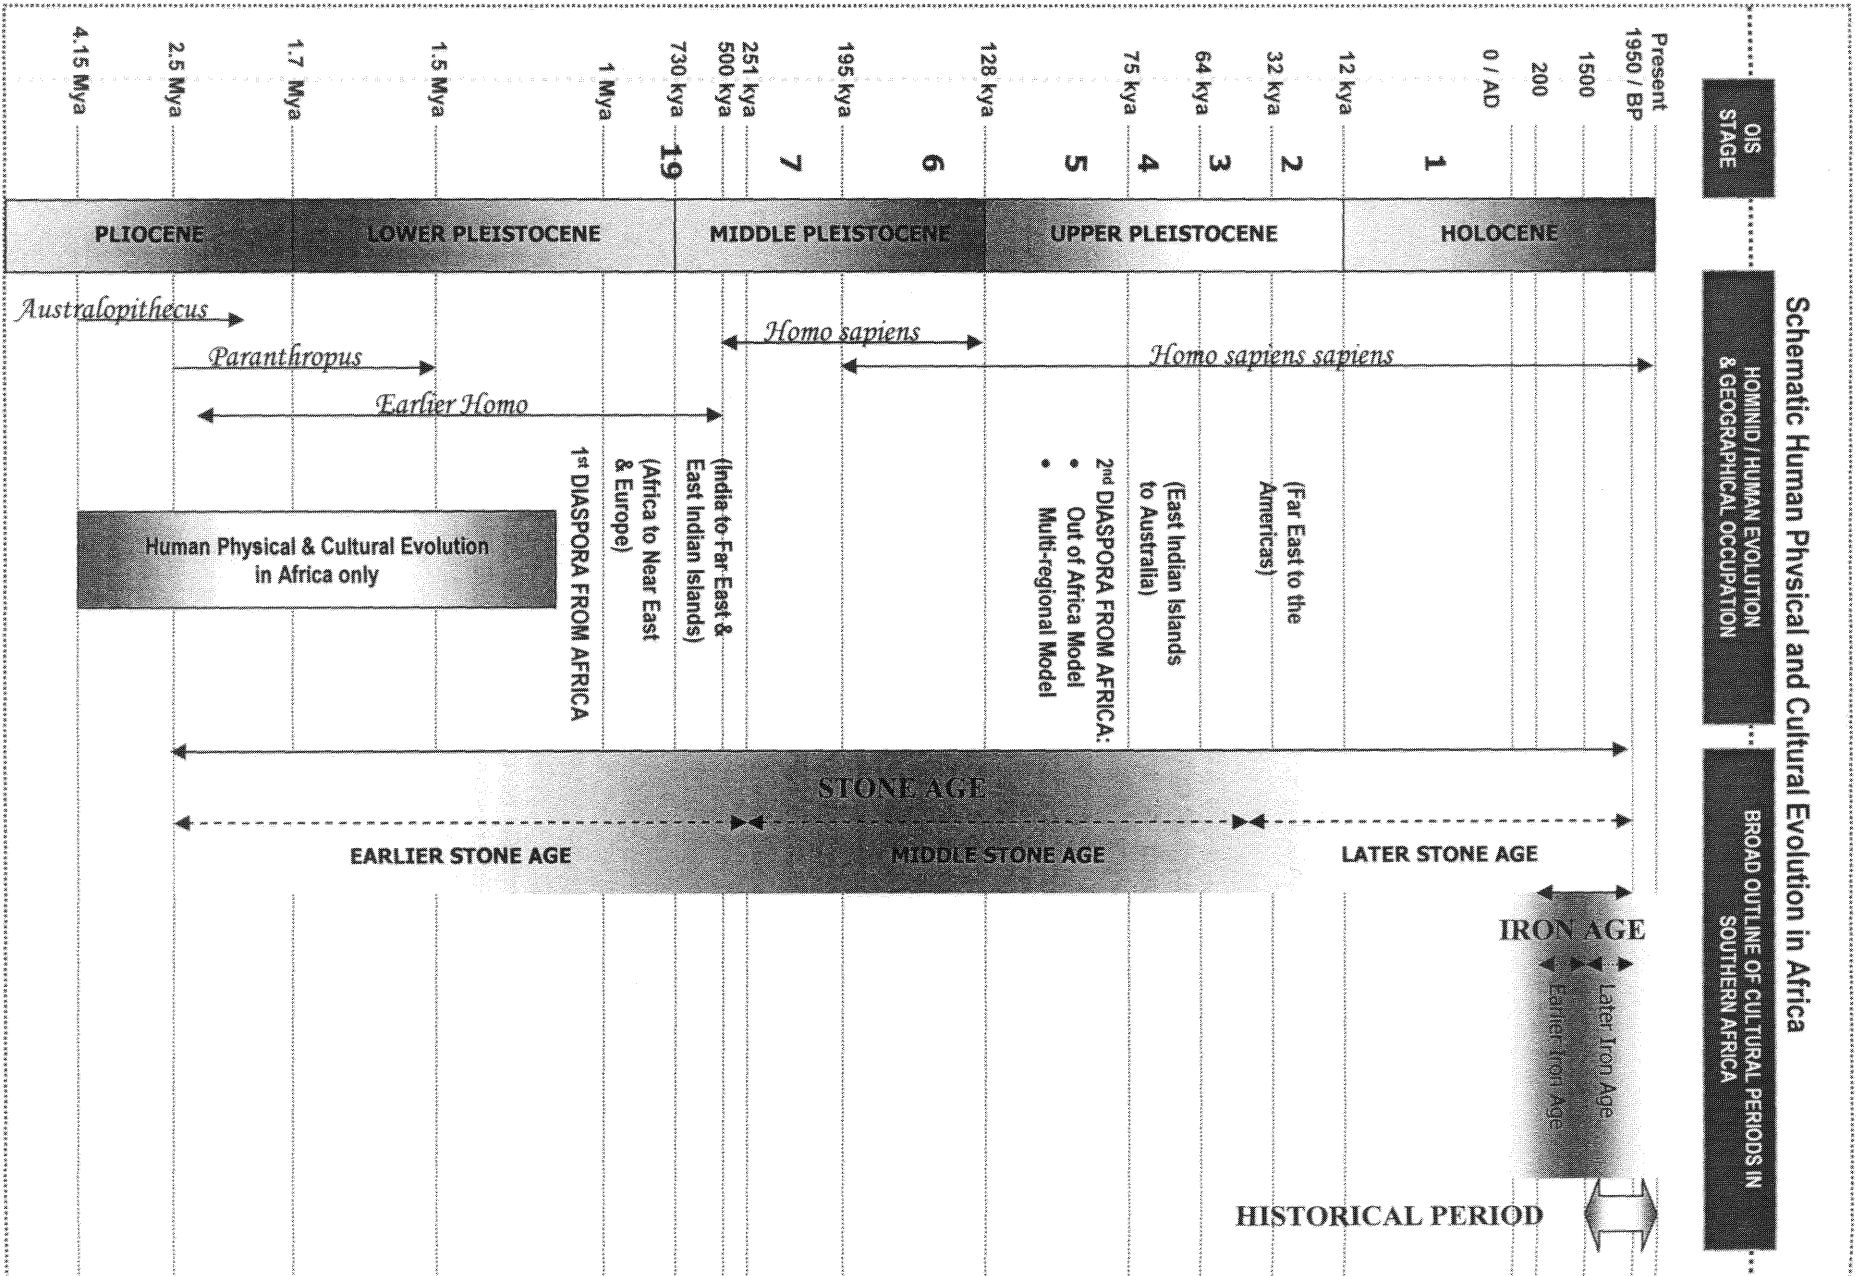 Schematic Human Physical and Cultural Evolution in Africa
OIS
STAGE
HOMINID / HUMAN EVOLUTION
& GEOGRAPHICAL OCCUPATION
BROAD OUTLINE OF CULTURAL PERIODS IN
SOUTHERN AFRICA
Present
1950 / BP
1500
200
0 / AD
12 kya
32 kya
64 kya
75 kya
128 kya
195 kya
251 kya
500 kya
730 kya
1 Mya
1.5 Mya
1.7 Mya
2.5 Mya
4.15 Mya
1
2
3
4
5
6
7
19
PLIOCENE
LOWER PLEISTOCENE
MIDDLE PLEISTOCENE
UPPER PLEISTOCENE
HOLOCENE
Australopithecus
Paranthropus
Earlier Homo
Homo sapiens
Homo sapiens sapiens
(Far East to the
Americas)
(East Indian Islands
to Australia)
2nd DIASPORA FROM AFRICA:
• Out of Africa Model
• Multi-regional Model
(India to Far East &
East Indian Islands)
(Africa to Near East
& Europe)
1st DIASPORA FROM AFRICA
Human Physical & Cultural Evolution
in Africa only
STONE AGE
EARLIER STONE AGE
MIDDLE STONE AGE
LATER STONE AGE
IRON AGE
Later Iron Age
Earlier Iron Age
HISTORICAL PERIOD